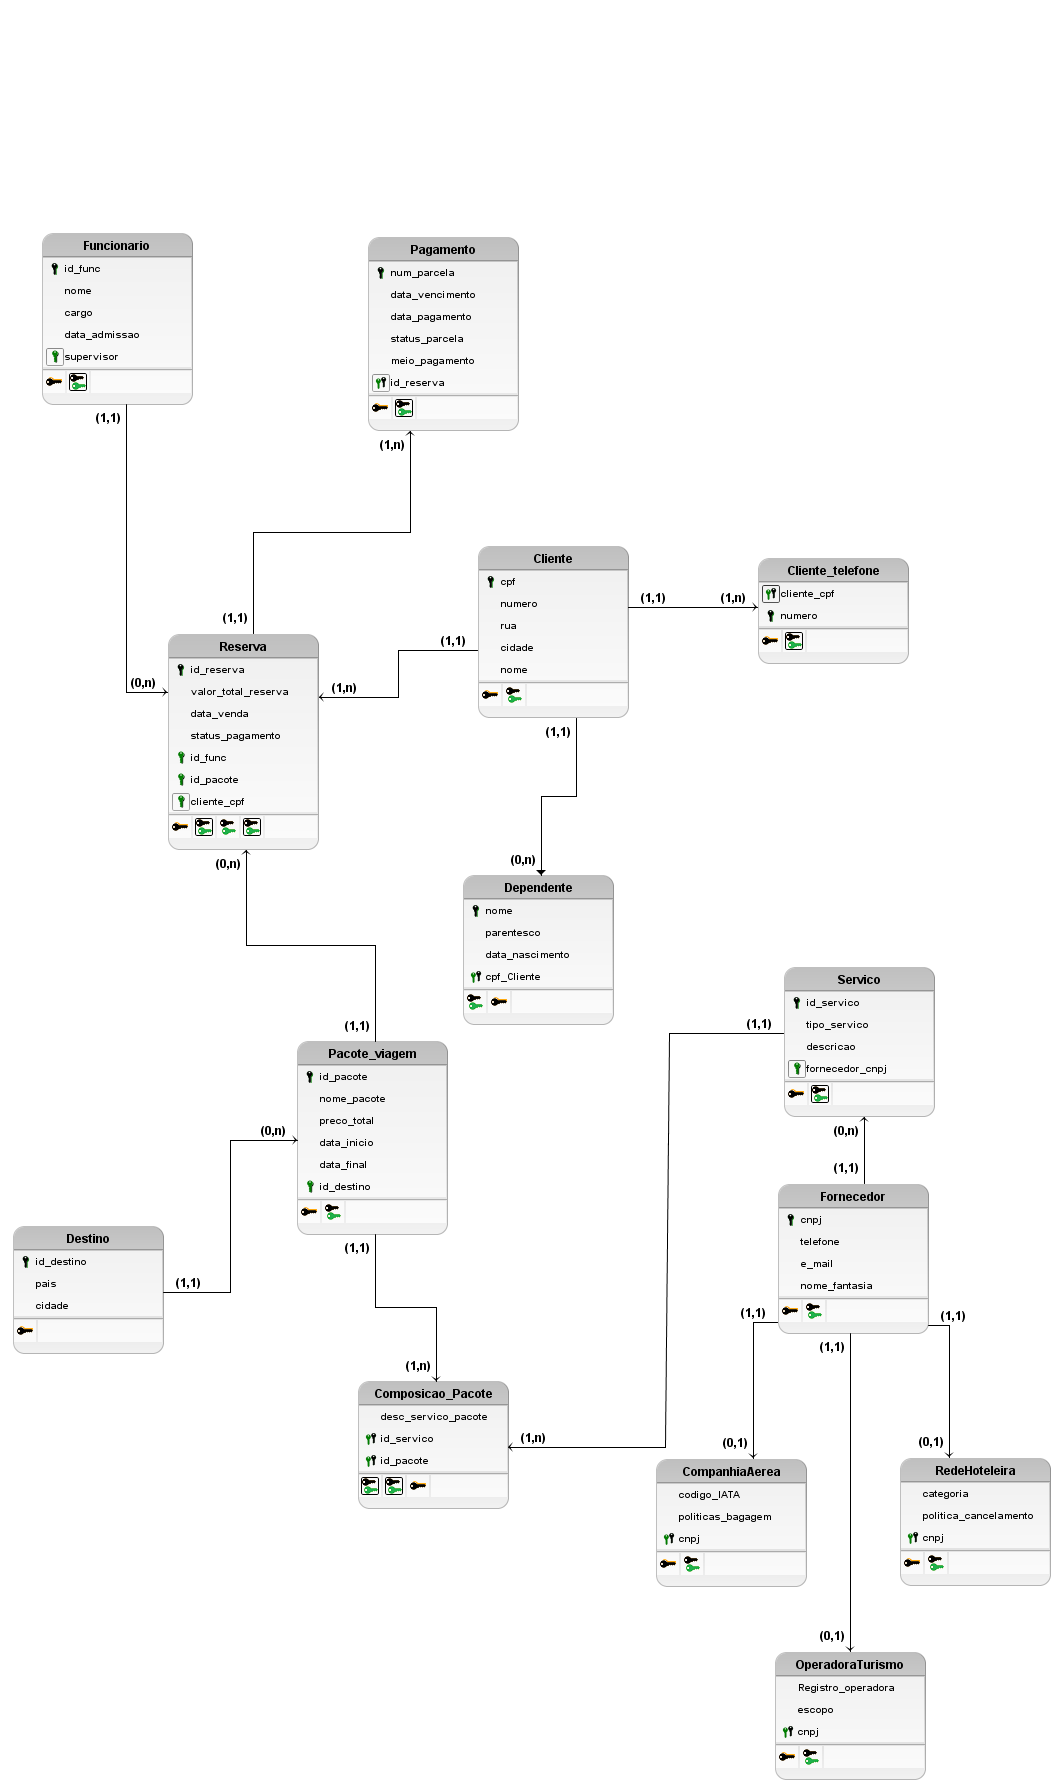 Funcionario
id_func
nome
cargo
data_admissao
supervisor
(1,1)
Pagamento
num_parcela
data_vencimento
data_pagamento
status_parcela
meio_pagamento
id_reserva
(1,n)
Cliente
cpf
numero
rua
cidade
nome
(1,1)
(1,n)
Cliente_telefone
cliente_cpf
numero
(1,1)
(1,1)
(1,n)
(0,n)
Reserva
id_reserva
valor_total_reserva
data_venda
status_pagamento
id_func
id_pacote
cliente_cpf
(0,n)
(1,1)
(0,n)
Dependente
nome
parentesco
data_nascimento
cpf_Cliente
Servico
id_servico
tipo_servico
descricao
fornecedor_cnpj
(1,1)
(0,n)
(1,1)
(1,1)
Pacote_viagem
id_pacote
nome_pacote
preco_total
data_inicio
data_final
id_destino
(0,n)
(1,1)
Destino
id_destino
pais
cidade
(1,1)
Fornecedor
cnpj
telefone
e_mail
nome_fantasia
(1,1)
(1,1)
(1,1)
(1,n)
Composicao_Pacote
desc_servico_pacote
id_servico
id_pacote
(1,n)
(0,1)
CompanhiaAerea
codigo_IATA
politicas_bagagem
cnpj
(0,1)
RedeHoteleira
categoria
politica_cancelamento
cnpj
(0,1)
OperadoraTurismo
Registro_operadora
escopo
cnpj